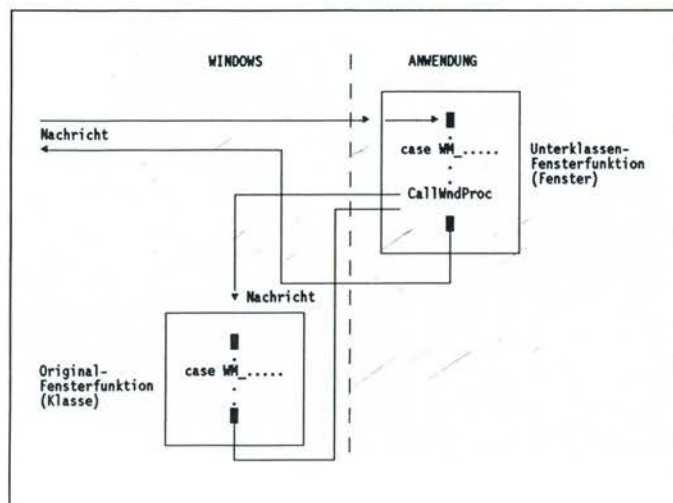 WINDOWS
ANWENDUNG
Nachricht
case WM_.....
.
.
CallWndProc
Unterklassen-
Fensterfunktion
(Fenster)
Nachricht
case WM_.....
.
.
Original-
Fensterfunktion
(Klasse)